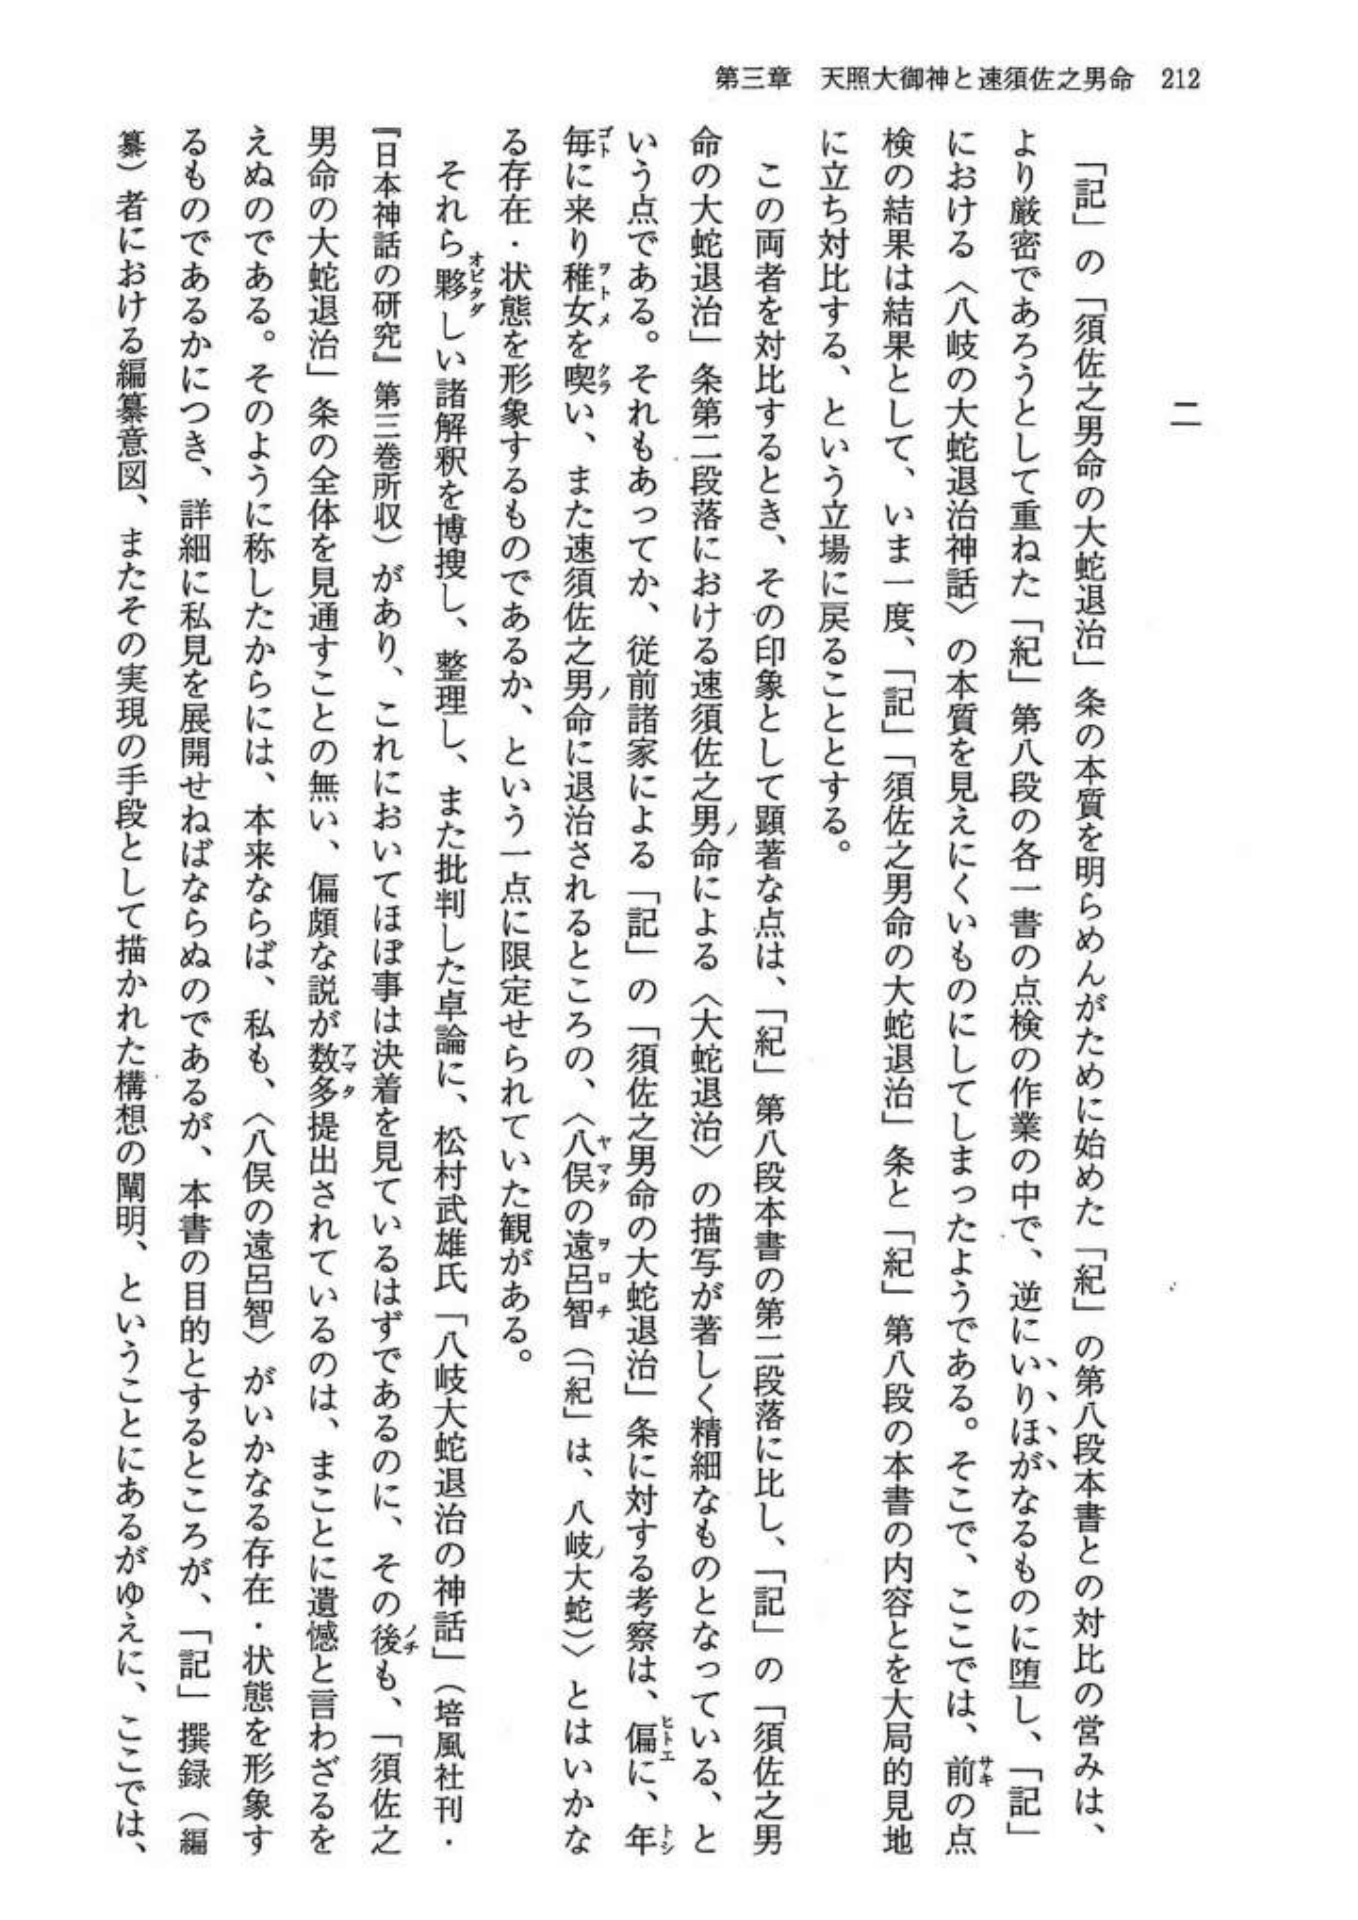 第三章　天照大御神と速須佐之男命　212
二
「記」の「須佐之男命の大蛇退治」条の本質を明らめんがために始めた「紀」の第八段本書との対比の営みは、
より厳密であろうとして重ねた「紀」第八段の各一書の点検の作業の中で、逆にいりほがなるものに堕し、「記」
における〈八岐の大蛇退治神話〉の本質を見えにくいものにしてしまったようである。そこで、ここでは、前の点
検の結果は結果として、いま一度、「記」「須佐之男命の大蛇退治」条と「紀」第八段の本書の内容とを大局的見地
に立ち対比する、という立場に戻ることとする。
この両者を対比するとき、その印象として顕著な点は、「紀」第八段本書の第二段落に比し、「記」の「須佐之男
命の大蛇退治」条第二段落における速須佐之男ノ命による〈大蛇退治〉の描写が著しく精細なものとなっている、と
いう点である。それもあってか、従前諸家による「記」の「須佐之男命の大蛇退治」条に対する考察は、偏に、年
毎に来り稚女を喫い、また速須佐之男ノ命に退治されるところの、〈八俣の遠呂智（「紀」は、八岐ノ大蛇）〉とはいかな
る存在・状態を形象するものであるか、という一点に限定せられていた観がある。
それら夥しい諸解釈を博捜し、整理し、また批判した卓論に、松村武雄氏「八岐大蛇退治の神話」（培風社刊・
『日本神話の研究』第三巻所収）があり、これにおいてほぼ事は決着を見ているはずであるのに、その後も、「須佐之
男命の大蛇退治」条の全体を見通すことの無い、偏頗な説が数多提出されているのは、まことに遺憾と言わざるを
えぬのである。そのように称したからには、本来ならば、私も、〈八俣の遠呂智〉がいかなる存在・状態を形象す
るものであるかにつき、詳細に私見を展開せねばならぬのであるが、本書の目的とするところが、「記」撰録（編
纂）者における編纂意図、またその実現の手段として描かれた構想の闡明、ということにあるがゆえに、ここでは、